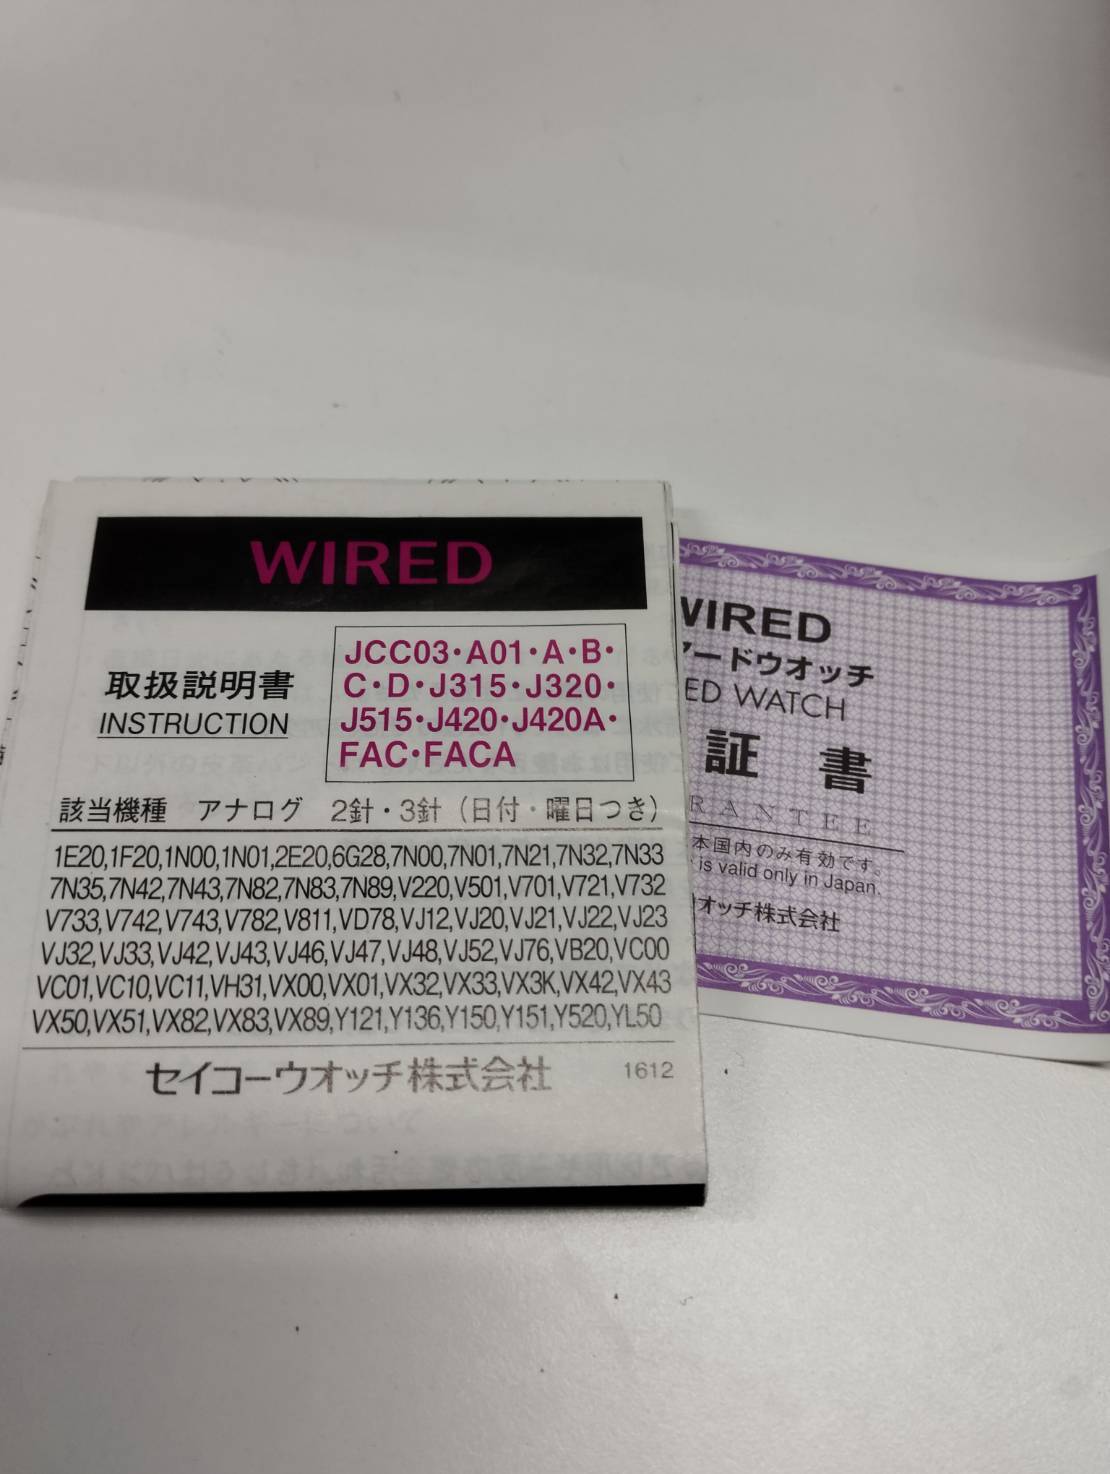 WIRED
取扱説明書
INSTRUCTION
JCC03・A01・A・B・
C・D・J315・J320・
J515・J420・J420A・
FAC・FACA
該当機種 アナログ 2針・3針（日付・曜日つき）
1E20,1F20,1N00,1N01,2E20,6G28,7N00,7N01,7N21,7N32,7N33
7N35,7N42,7N43,7N82,7N83,7N89,V220,V501,V701,V721,V732
V733,V742,V743,V782,V811,VD78,VJ12,VJ20,VJ21,VJ22,VJ23
VJ32,VJ33,VJ42,VJ43,VJ46,VJ47,VJ48,VJ52,VJ76,VB20,VC00
VC01,VC10,VC11,VH31,VX00,VX01,VX32,VX33,VX3K,VX42,VX43
VX50,VX51,VX82,VX83,VX89,Y121,Y136,Y150,Y151,Y520,YL50
セイコーウオッチ株式会社 1612
WIRED
アードウオッチ
ED WATCH
証 書
RANTEE
本国内のみ有効です。
is valid only in Japan.
オッチ株式会社